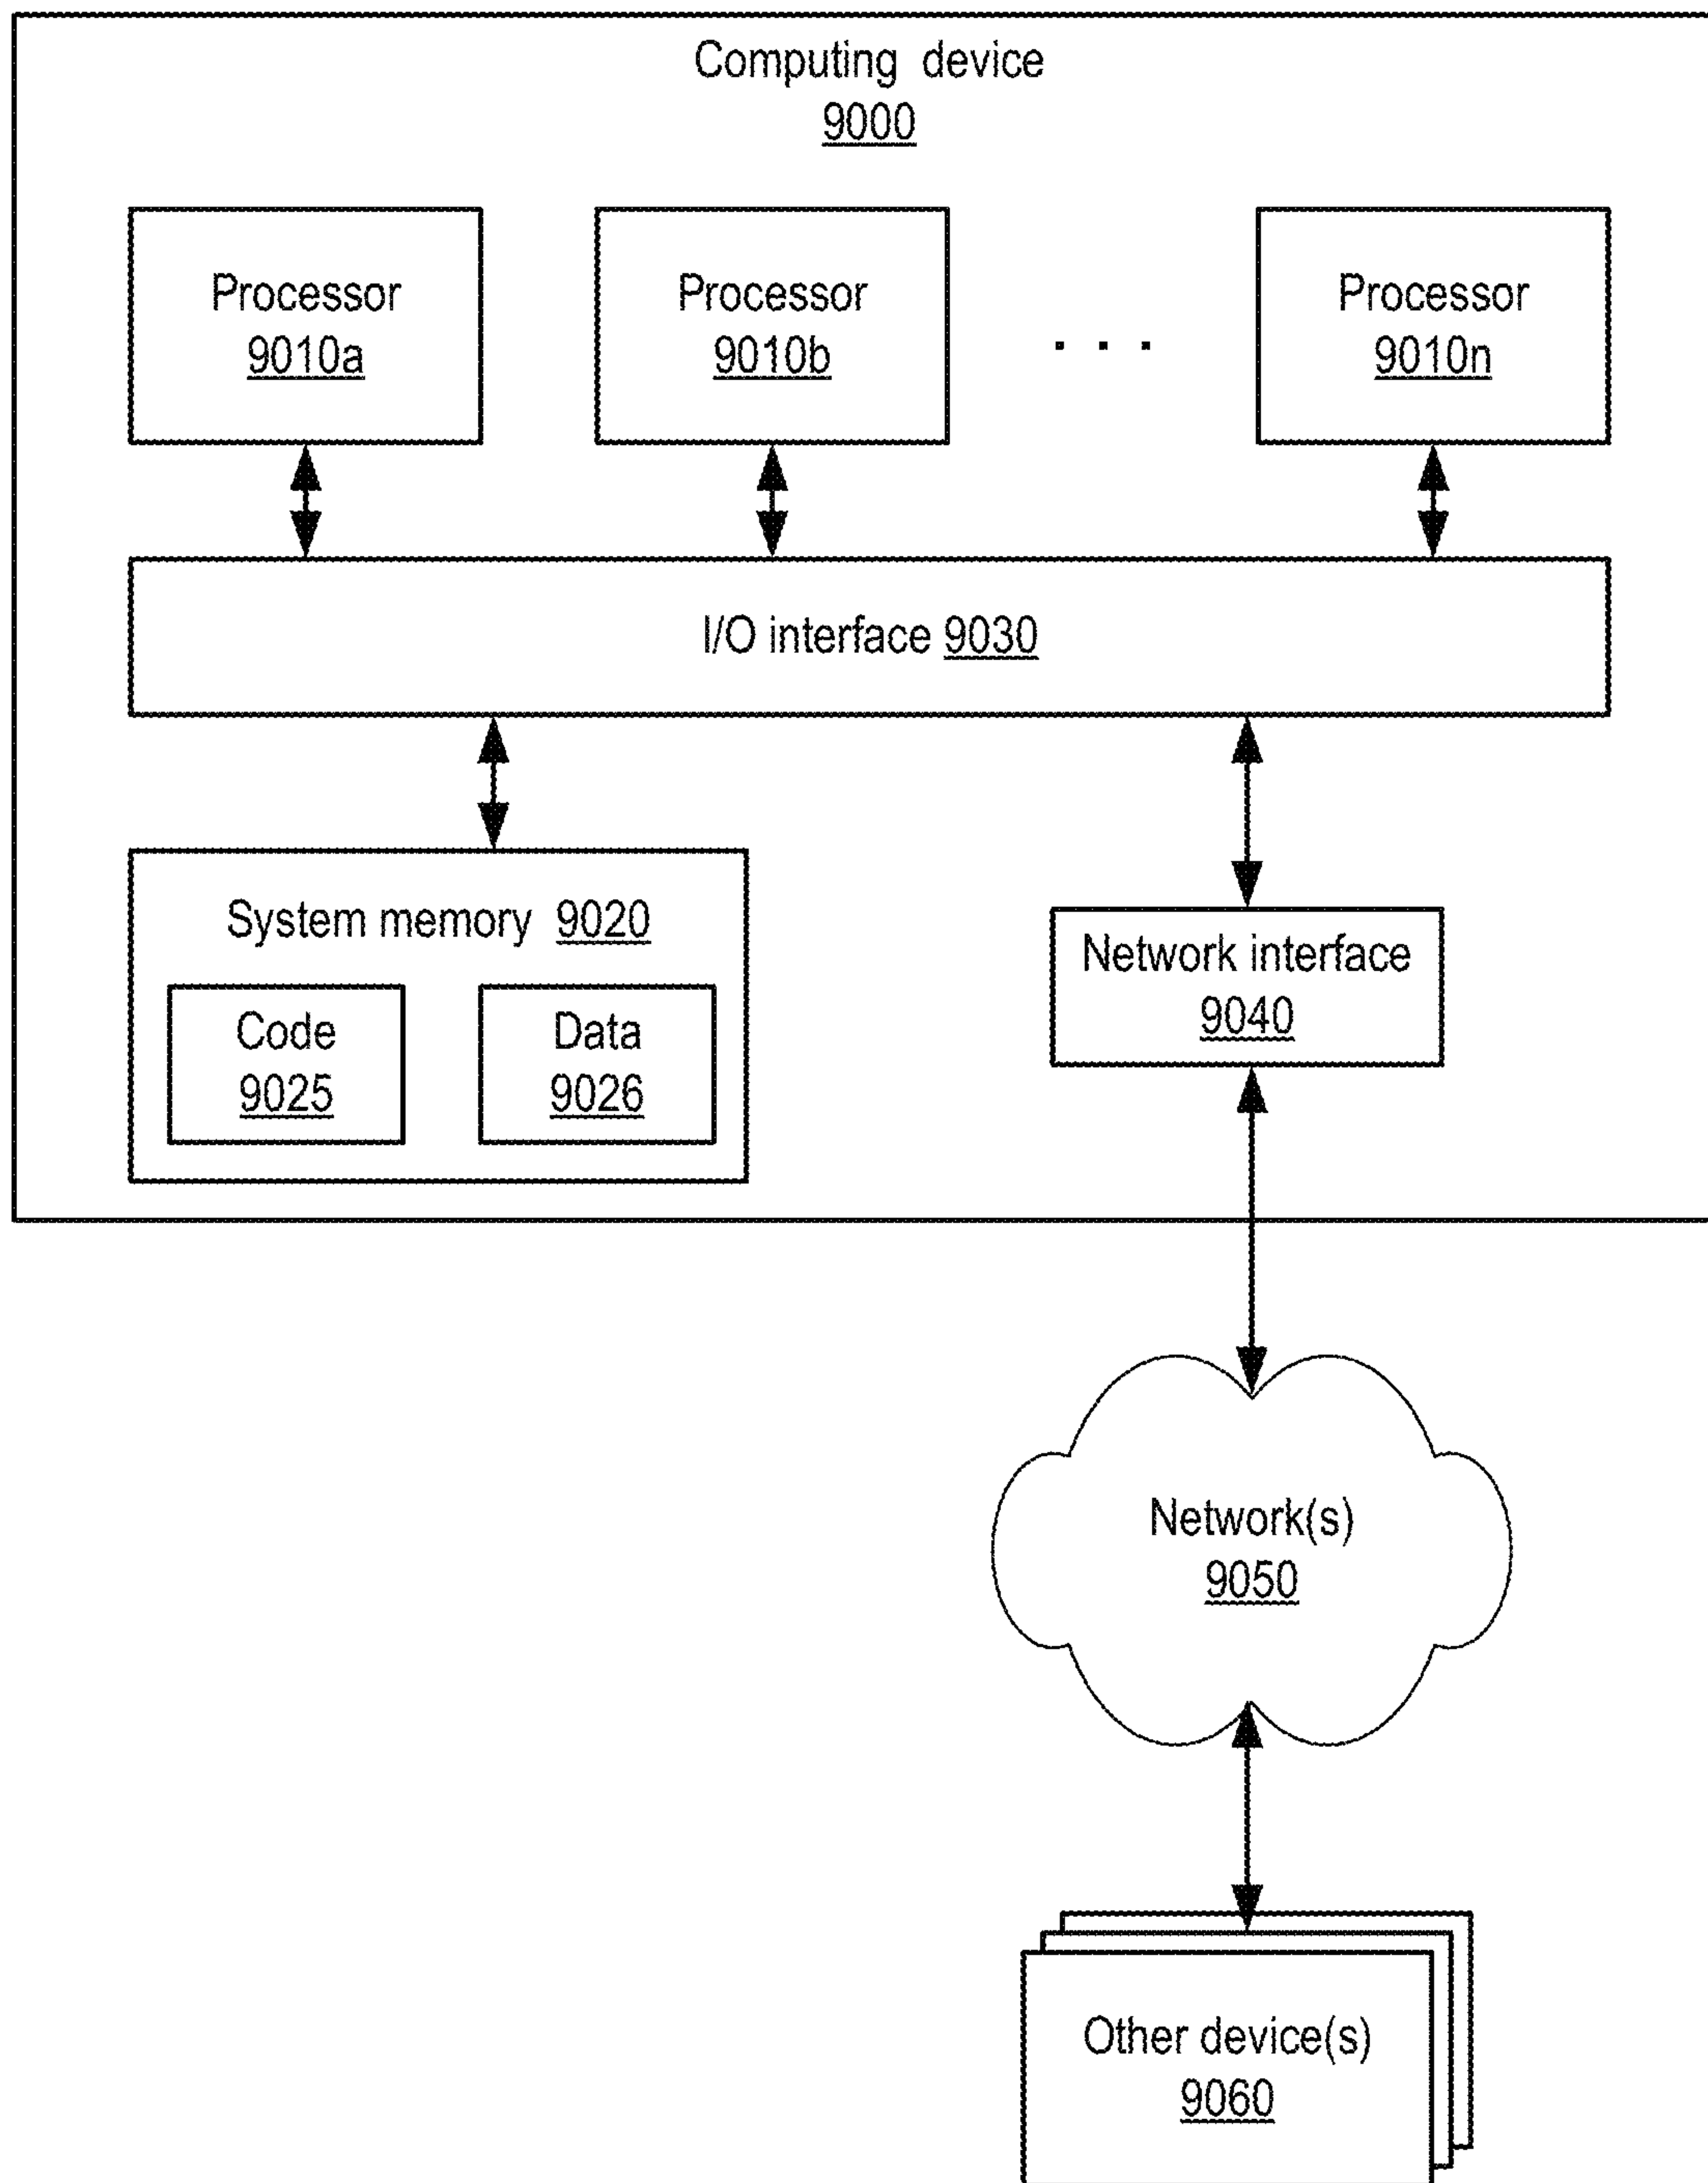 Computing device
9000
Processor
9010a
Processor
9010b
. . .
Processor
9010n
I/O interface 9030
System memory 9020
Code
9025
Data
9026
Network interface
9040
Network(s)
9050
Other device(s)
9060